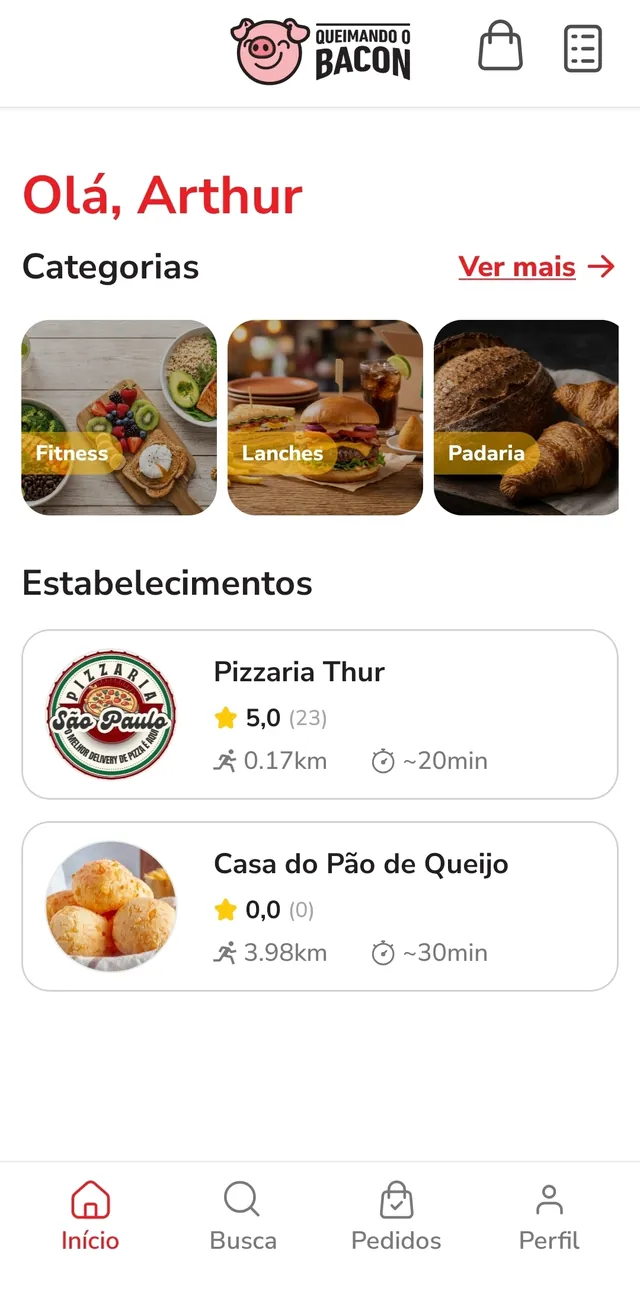 QUEIMANDO O
BACON
Olá, Arthur
Categorias
Ver mais
Fitness
Lanches
Padaria
Estabelecimentos
PIZZARIA
São Paulo
O MELHOR DELIVERY DE PIZZA É AQUI
Pizzaria Thur
5,0 (23)
0.17km ~20min
Casa do Pão de Queijo
0,0 (0)
3.98km ~30min
Início
Busca
Pedidos
Perfil